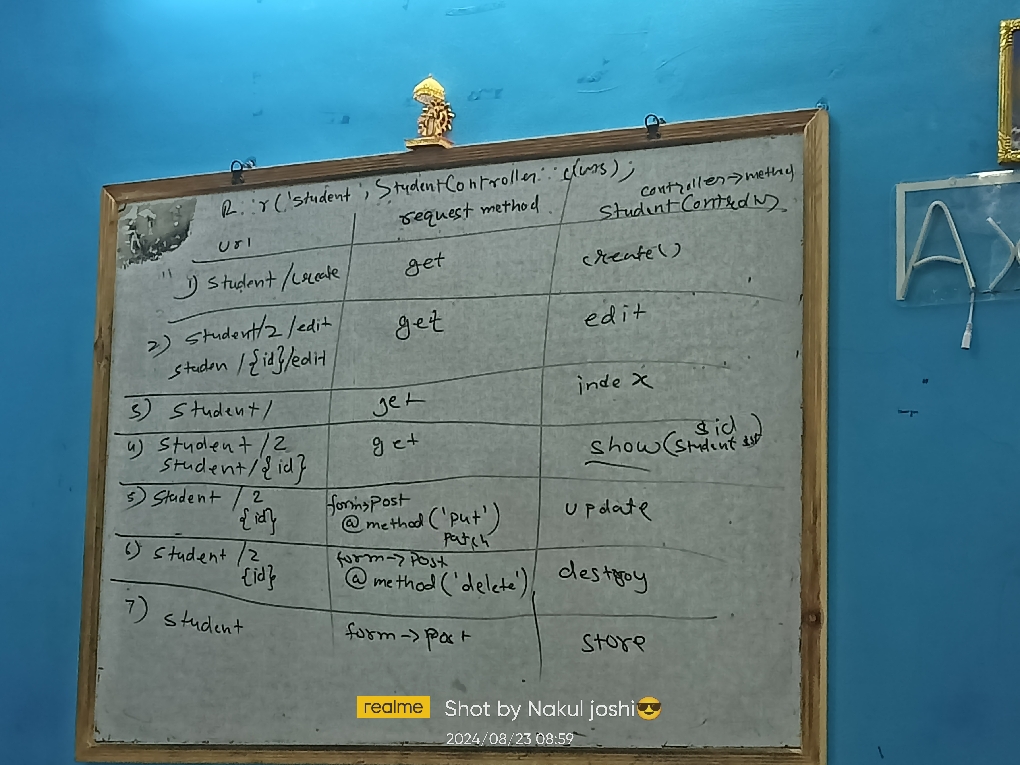 R::r('student', StudentController::class);
uri
request method
controller→method
StudentController
1) student/create
get
create()
2) student/2/edit
studen/{id}/edit
get
edit
3) student/
get
index
4) student/2
student/{id}
get
$id
show(student
5) student/2
{id}
form→post
@method('put')
patch
update
6) student/2
{id}
form→post
@method('delete')
destroy
7) student
form→post
store
AX
realme
Shot by Nakul joshi😎
2024/08/23 08:59